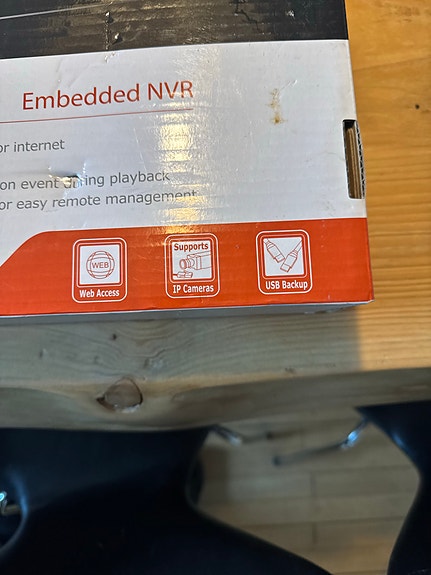 Embedded NVR
or internet
on event during playback
or easy remote management
WEB
Web Access
Supports
IP Cameras
USB Backup